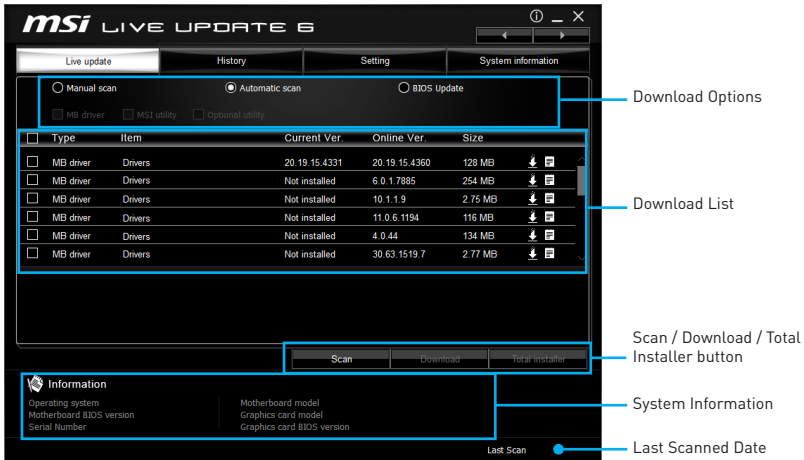 msi LIVE UPDATE 6
Live update History Setting System information
Manual scan Automatic scan BIOS Update
MB driver MSI utility Optional utility
Download Options
Type Item Current Ver. Online Ver. Size
MB driver Drivers 20.19.15.4331 20.19.15.4360 128 MB
MB driver Drivers Not installed 6.0.1.7885 254 MB
MB driver Drivers Not installed 10.1.1.9 2.75 MB
MB driver Drivers Not installed 11.0.6.1194 116 MB
MB driver Drivers Not installed 4.0.44 134 MB
MB driver Drivers Not installed 30.63.1519.7 2.77 MB
Download List
Scan Download Total Installer
Scan / Download / Total
Installer button
Information
Operating system Motherboard model
Motherboard BIOS version Graphics card model
Serial Number Graphics card BIOS version
System Information
Last Scan
Last Scanned Date